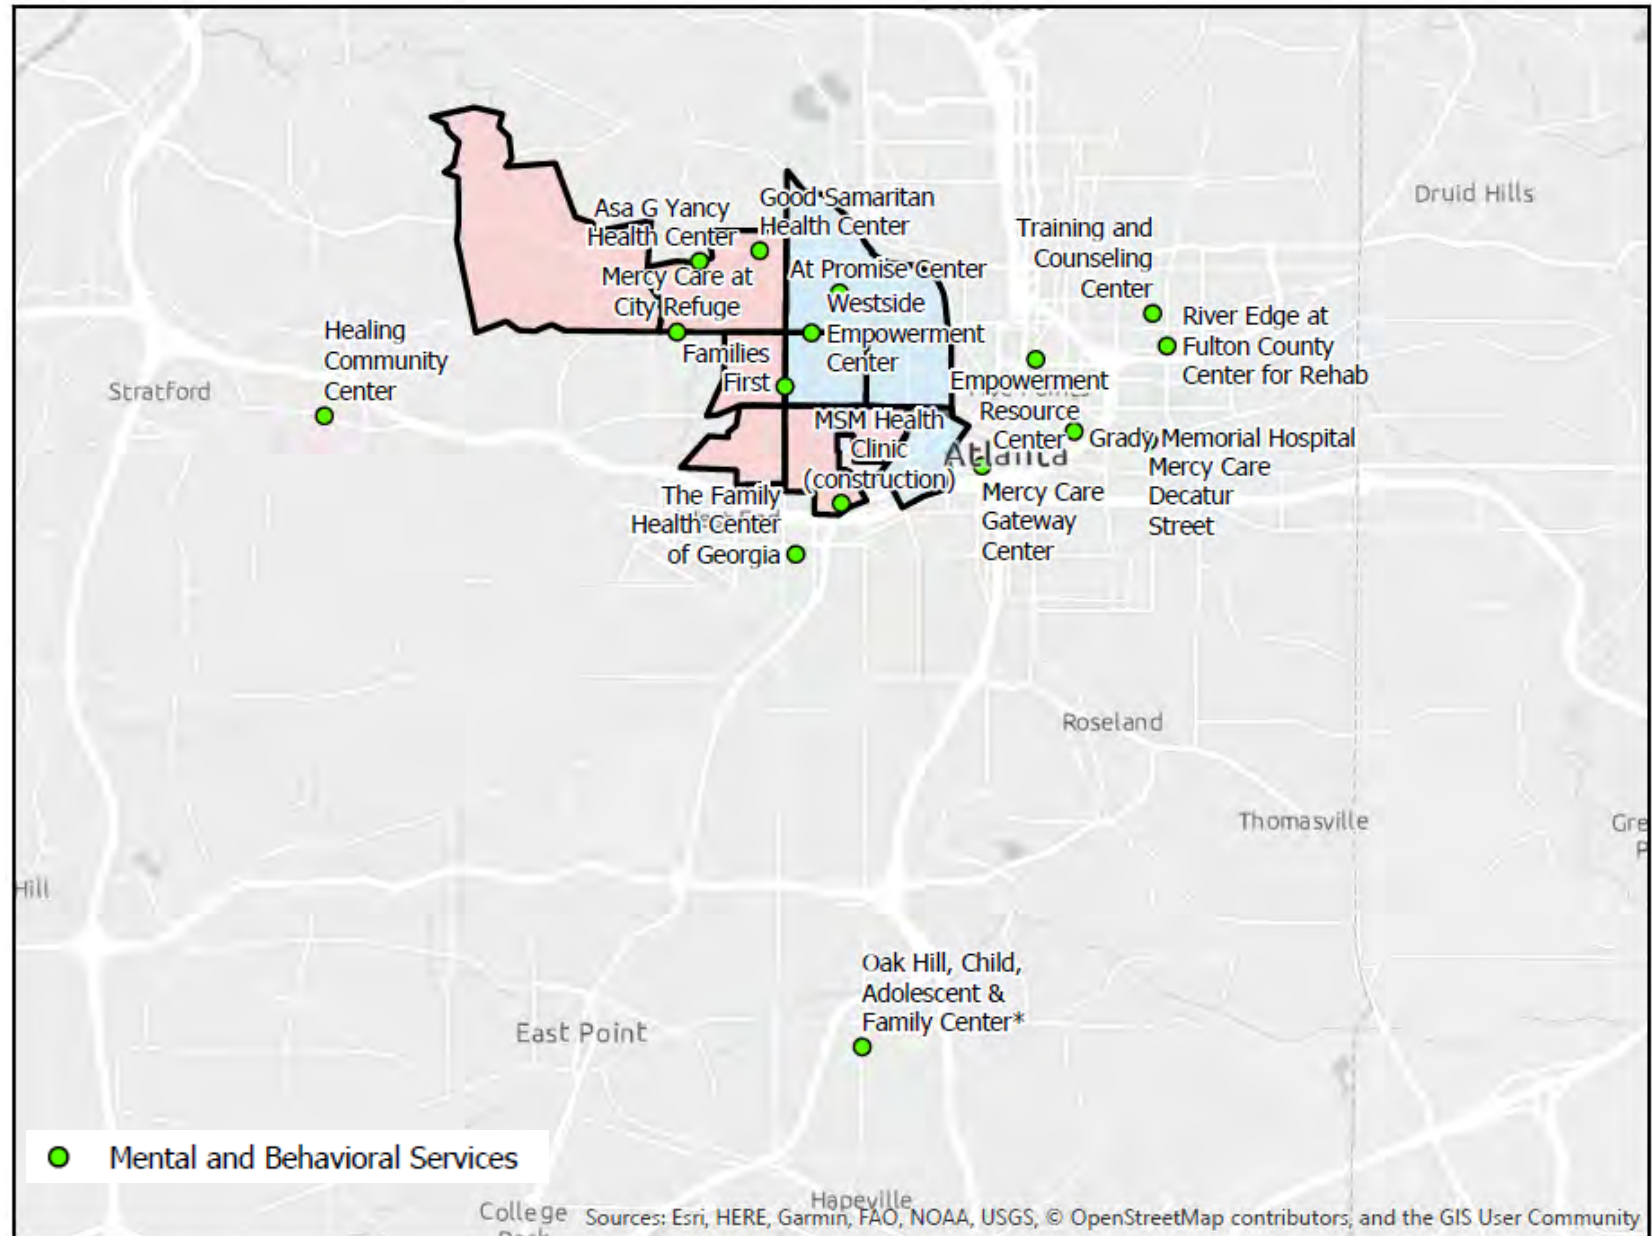 Druid Hills
Asa G Yancy
Health Center
Good Samaritan
Health Center
Training and
Counseling
Center
At Promise Center
Mercy Care at
City Refuge
Westside
Empowerment
Center
River Edge at
Fulton County
Center for Rehab
Healing
Community
Center
Stratford
Families
First
Empowerment
Resource
Center
MSM Health
Clinic
(construction)
Atlanta
Grady Memorial Hospital
Mercy Care
Decatur
Street
Mercy Care
Gateway
Center
The Family
Health Center
of Georgia
Roseland
Thomasville
Gre
P
Hill
Oak Hill, Child,
Adolescent &
Family Center*
East Point
Mental and Behavioral Services
Hapeville
College
Sources: Esri, HERE, Garmin, FAO, NOAA, USGS, © OpenStreetMap contributors, and the GIS User Community